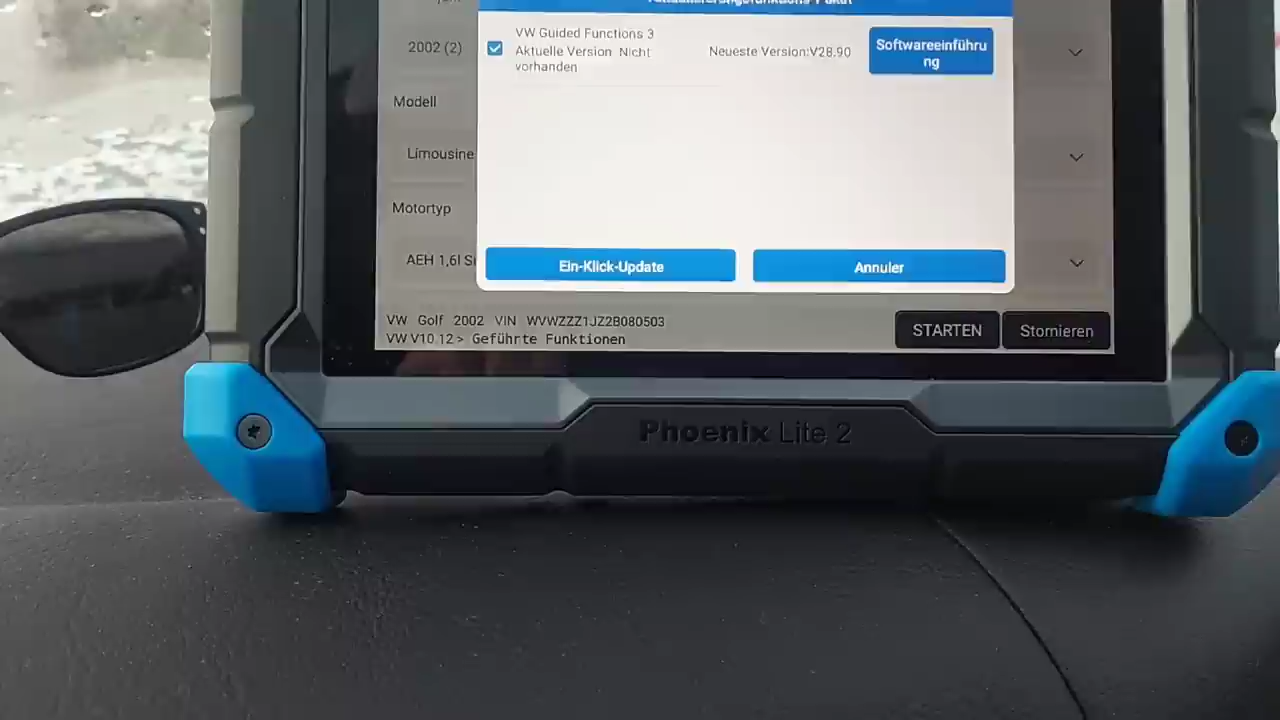 VW Guided Functions 3
Aktuelle Version Nicht
vorhanden
Neueste Version:V28.90
Softwareeinführu
ng
2002 (2)
Modell
Limousine
Motortyp
AEH 1,6l
Ein-Klick-Update
Annuler
VW Golf 2002 VIN WVWZZZ1JZ2B080503
VW V10.12> Geführte Funktionen
STARTEN
Stornieren
Phoenix Lite 2